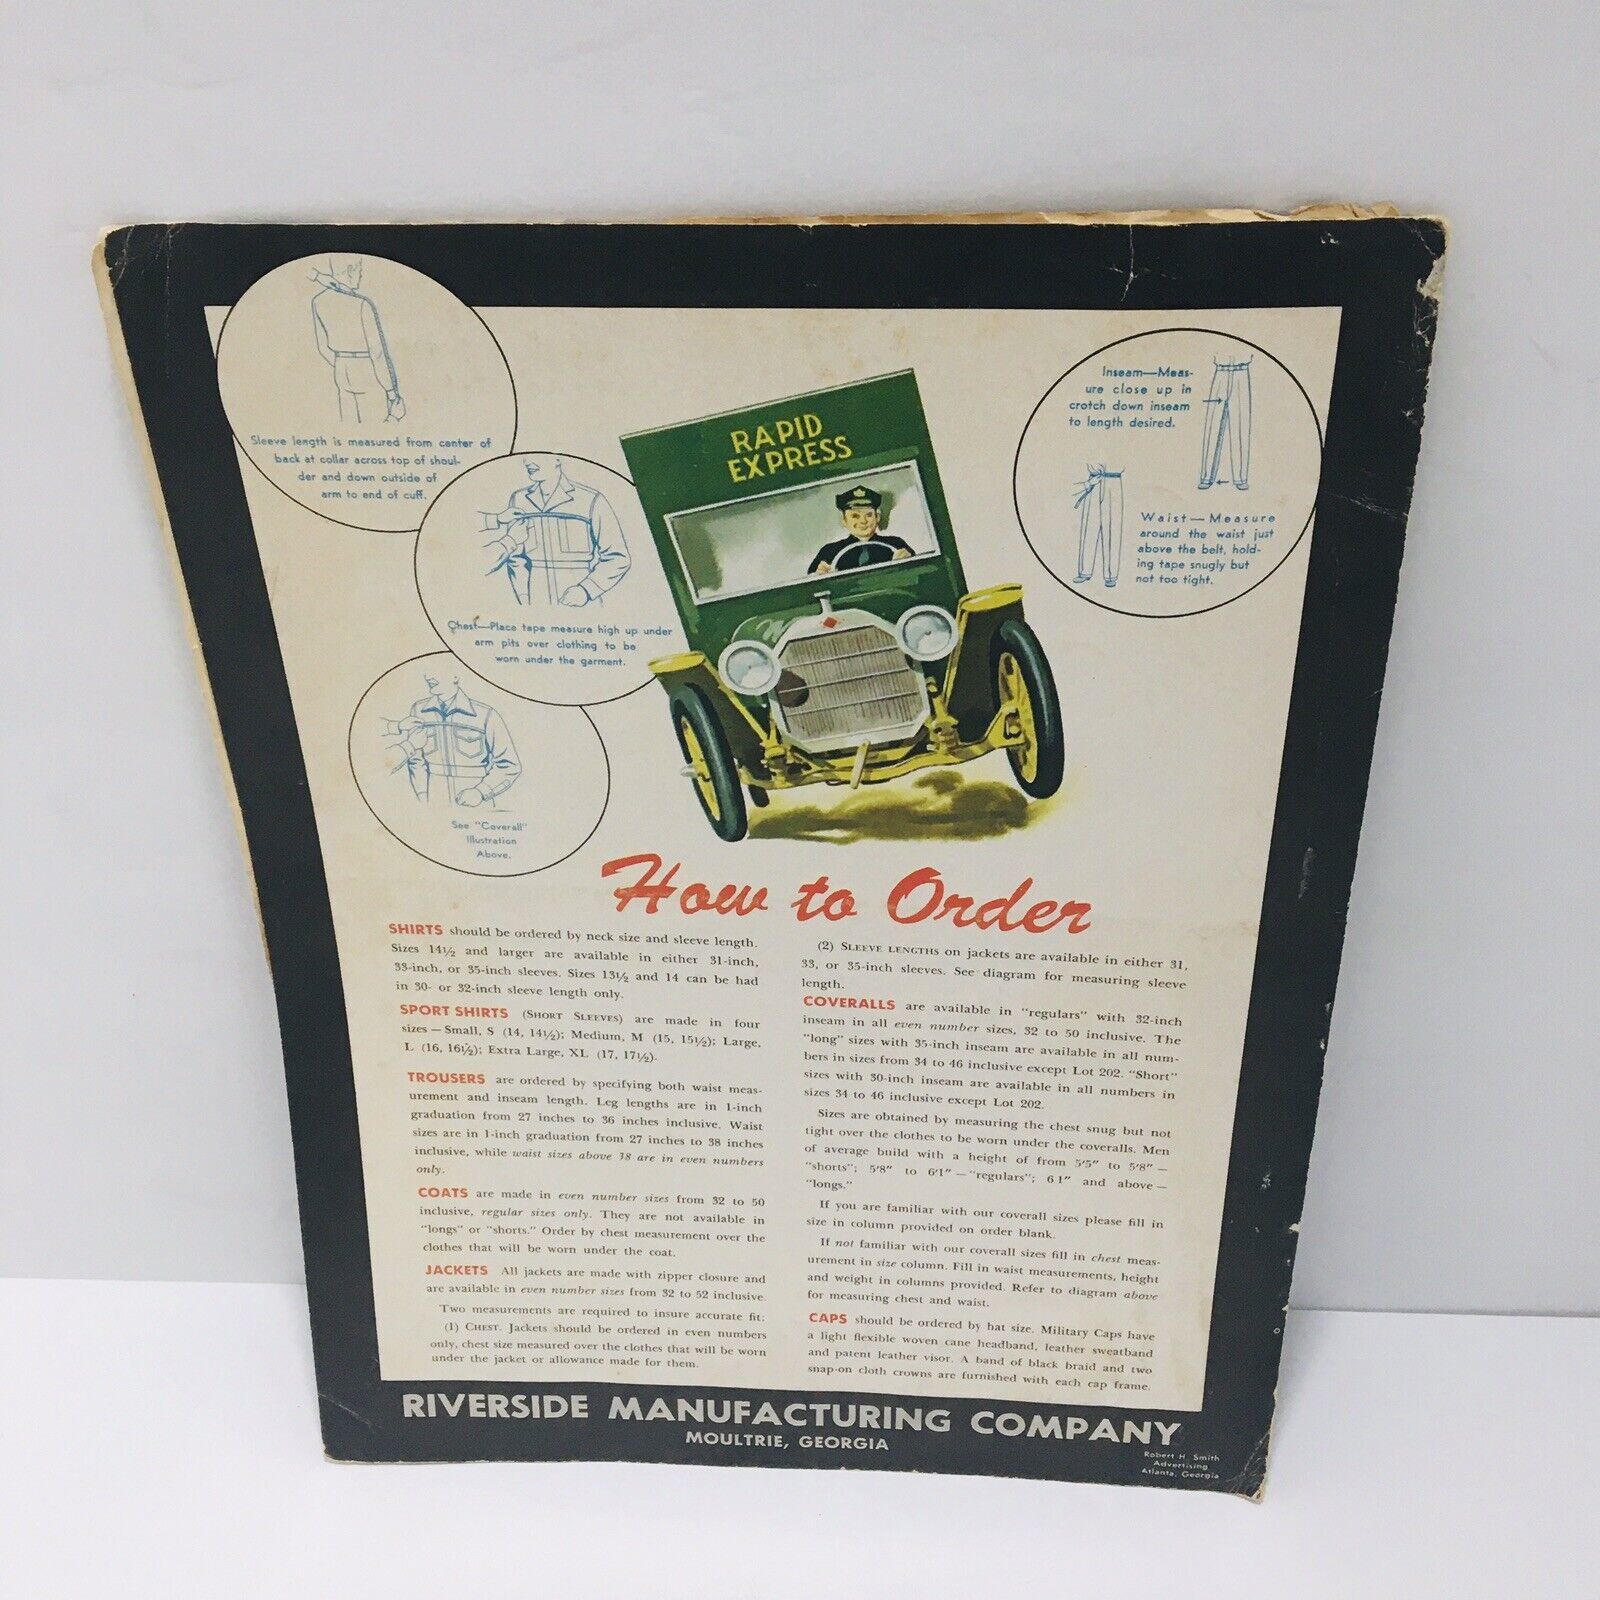 Sleeve length is measured from center of
back at collar across top of shoul-
der and down outside of
arm to end of cuff.
Chest—Place tape measure high up under
arm pits over clothing to be
worn under the garment.
See "Coverall"
Illustration
Above.
RAPID
EXPRESS
Inseam—Meas-
ure close up in
crotch down inseam
to length desired.
Waist—Measure
around the waist just
above the belt, hold-
ing tape snugly but
not too tight.
How to Order
SHIRTS should be ordered by neck size and sleeve length.
Sizes 14½ and larger are available in either 31-inch,
33-inch, or 35-inch sleeves. Sizes 13½ and 14 can be had
in 30- or 32-inch sleeve length only.
SPORT SHIRTS (SHORT SLEEVES) are made in four
sizes—Small, S (14, 14½); Medium, M (15, 15½); Large,
L (16, 16½); Extra Large, XL (17, 17½).
TROUSERS are ordered by specifying both waist meas-
urement and inseam length. Leg lengths are in 1-inch
graduation from 27 inches to 36 inches inclusive. Waist
sizes are in 1-inch graduation from 27 inches to 38 inches
inclusive, while waist sizes above 38 are in even numbers
only.
COATS are made in even number sizes from 32 to 50
inclusive, regular sizes only. They are not available in
"longs" or "shorts." Order by chest measurement over the
clothes that will be worn under the coat.
JACKETS All jackets are made with zipper closure and
are available in even number sizes from 32 to 52 inclusive.
Two measurements are required to insure accurate fit:
(1) CHEST. Jackets should be ordered in even numbers
only, chest size measured over the clothes that will be worn
under the jacket or allowance made for them.
(2) SLEEVE LENGTHS on jackets are available in either 31,
33, or 35-inch sleeves. See diagram for measuring sleeve
length.
COVERALLS are available in "regulars" with 32-inch
inseam in all even number sizes, 32 to 50 inclusive. The
"long" sizes with 35-inch inseam are available in all num-
bers in sizes from 34 to 46 inclusive except Lot 202. "Short"
sizes with 30-inch inseam are available in all numbers in
sizes 34 to 46 inclusive except Lot 202.
Sizes are obtained by measuring the chest snug but not
tight over the clothes to be worn under the coveralls. Men
of average build with a height of from 5'5" to 5'8"—
"shorts"; 5'8" to 6'1"—"regulars"; 6 1" and above—
"longs."
If you are familiar with our coverall sizes please fill in
size in column provided on order blank.
If not familiar with our coverall sizes fill in chest meas-
urement in size column. Fill in waist measurements, height
and weight in columns provided. Refer to diagram above
for measuring chest and waist.
CAPS should be ordered by hat size. Military Caps have
a light flexible woven cane headband, leather sweatband
and patent leather visor. A band of black braid and two
snap-on cloth crowns are furnished with each cap frame.
RIVERSIDE MANUFACTURING COMPANY
MOULTRIE, GEORGIA
Robert H. Smith
Advertising
Atlanta, Georgia